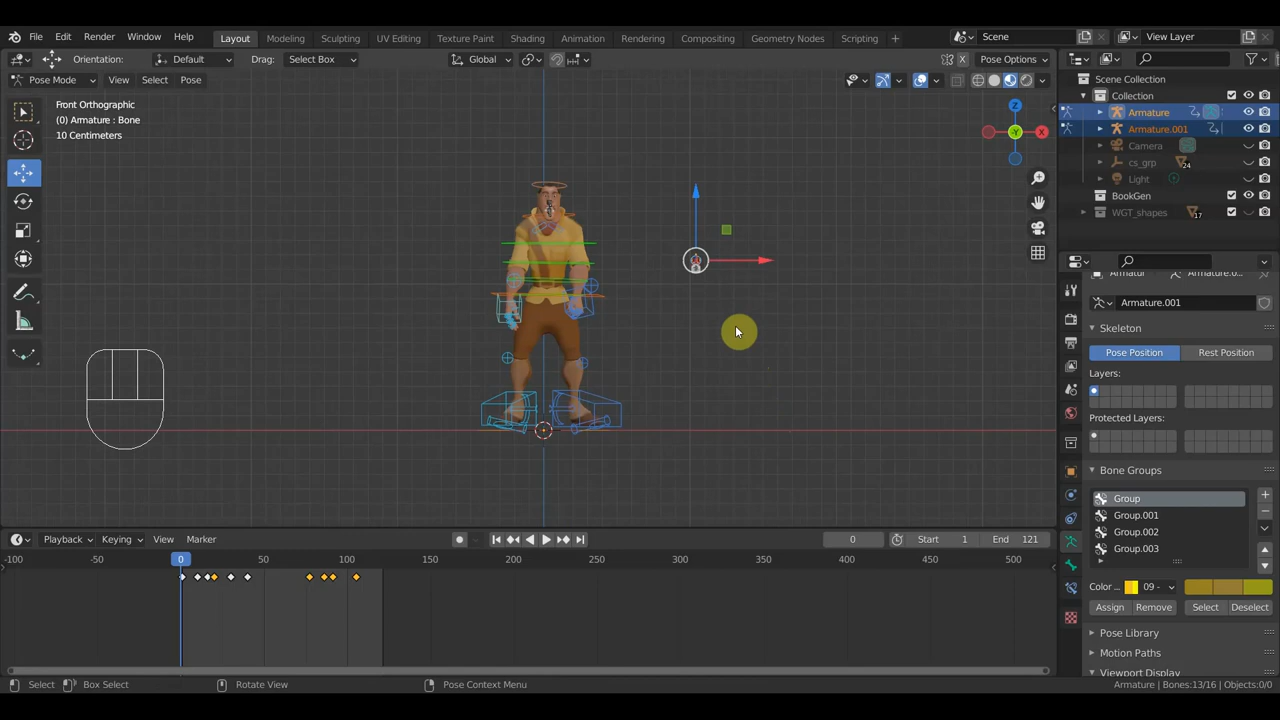 File Edit Render Window Help Layout Modeling Sculpting UV Editing Texture Paint Shading Animation Rendering Compositing Geometry Nodes Scripting + Scene View Layer
Orientation: Default Drag: Select Box Global Pose Options
Pose Mode View Select Pose
Front Orthographic
(0) Armature : Bone
10 Centimeters
Z
X
-Y
Scene Collection
Collection
Armature
Armature.001
Camera
cs_grp 24
Light
BookGen
WGT_shapes 17
Armature.001
Skeleton
Pose Position Rest Position
Layers:
Protected Layers:
Bone Groups
Group
Group.001
Group.002
Group.003
Color ... 09 -
Assign Remove Select Deselect
Pose Library
Motion Paths
Viewport Display
Playback Keying View Marker 0 Start 1 End 121
-100 -50 0 50 100 150 200 250 300 350 400 450 500
Select Box Select Rotate View Pose Context Menu Armature | Bones:13/16 | Objects:0/0